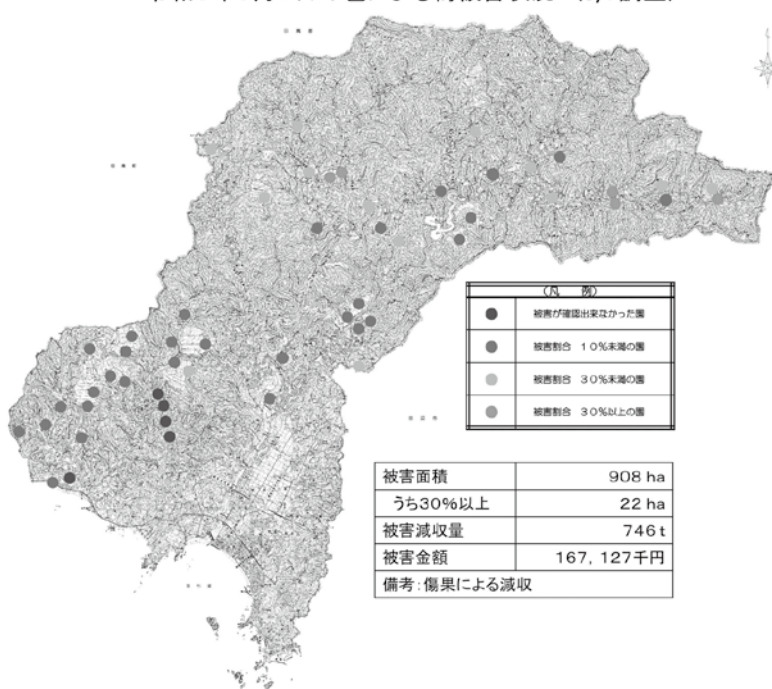 (凡 例)
被害が確認出来なかった園
被害割合 10%未満の園
被害割合 30%未満の園
被害割合 30%以上の園
被害面積 908 ha
うち30%以上 22 ha
被害減収量 746 t
被害金額 167, 127千円
備考:傷果による減収